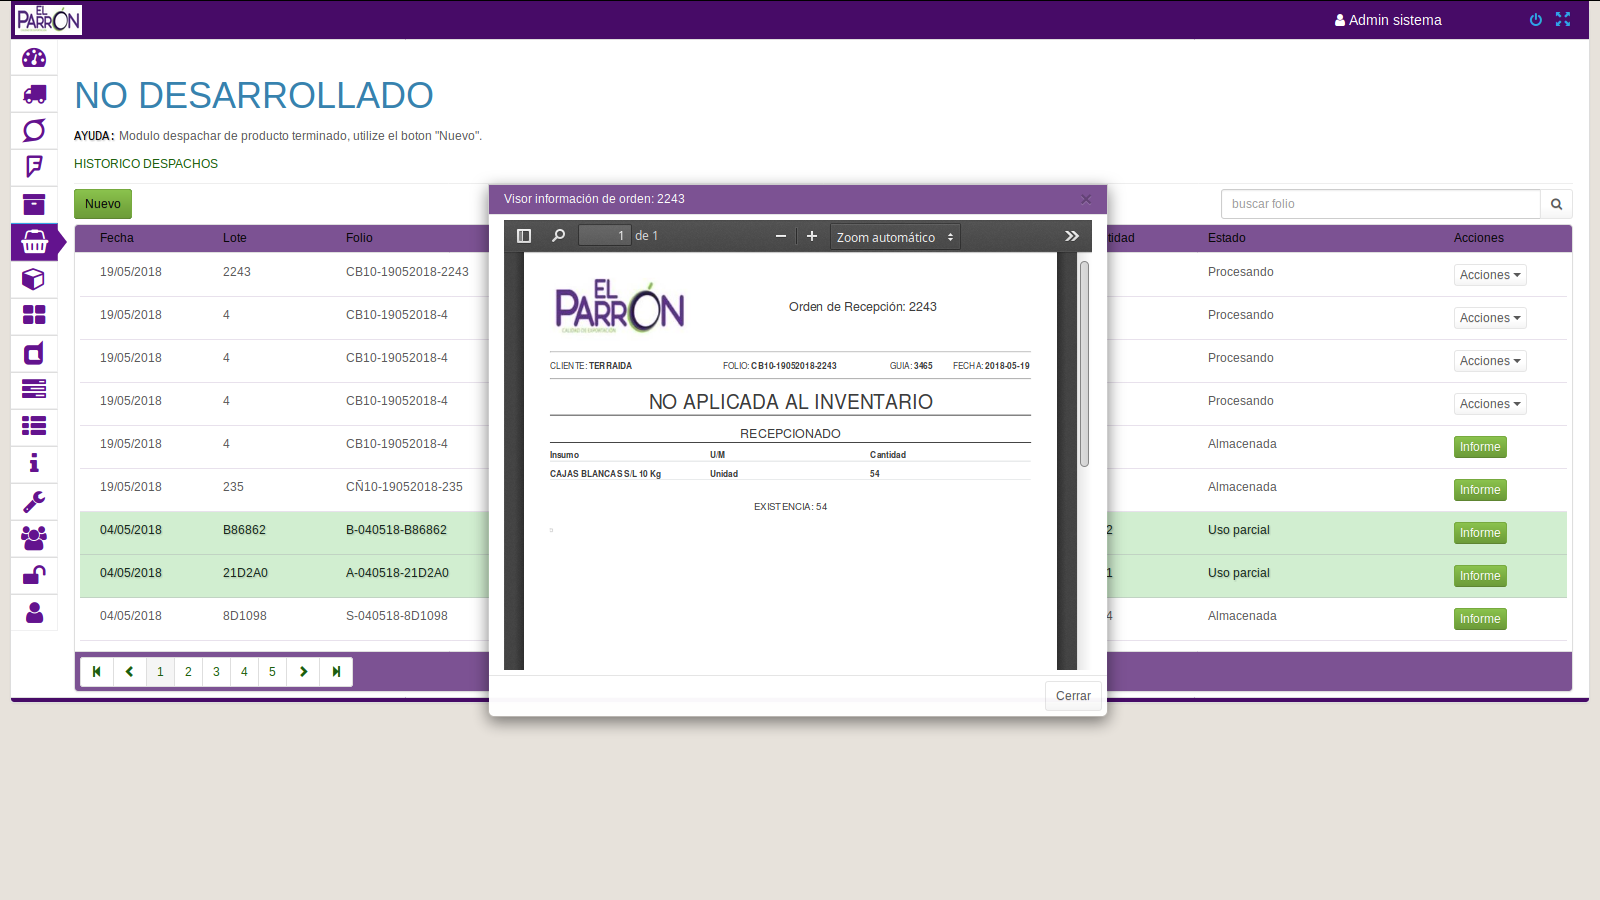 EL PARRÓN
Admin sistema
NO DESARROLLADO
AYUDA: Modulo despachar de producto terminado, utilize el boton "Nuevo".
HISTORICO DESPACHOS
Nuevo
buscar folio
Fecha Lote Folio tidad Estado Acciones
19/05/2018 2243 CB10-19052018-2243 Procesando Acciones
19/05/2018 4 CB10-19052018-4 Procesando Acciones
19/05/2018 4 CB10-19052018-4 Procesando Acciones
19/05/2018 4 CB10-19052018-4 Procesando Acciones
19/05/2018 4 CB10-19052018-4 Almacenada Informe
19/05/2018 235 CÑ10-19052018-235 Almacenada Informe
04/05/2018 B86862 B-040518-B86862 2 Uso parcial Informe
04/05/2018 21D2A0 A-040518-21D2A0 1 Uso parcial Informe
04/05/2018 8D1098 S-040518-8D1098 4 Almacenada Informe
1 2 3 4 5
Visor información de orden: 2243
×
1 de 1
Zoom automático
EL
PARRÓN
CALIDAD DE EXPORTACION
Orden de Recepción: 2243
CLIENTE: TERRAIDA FOLIO: CB10-19052018-2243 GUIA: 3465 FECHA: 2018-05-19
NO APLICADA AL INVENTARIO
RECEPCIONADO
Insumo U/M Cantidad
CAJAS BLANCAS S/L 10 Kg Unidad 54
EXISTENCIA: 54
Cerrar